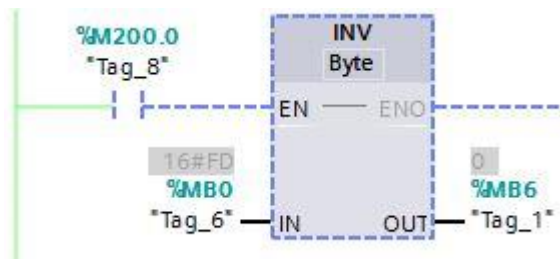 %M200.0
"Tag_8"
INV
Byte
EN
ENO
16#FD
%MB0
"Tag_6"
IN
OUT
0
%MB6
"Tag_1"